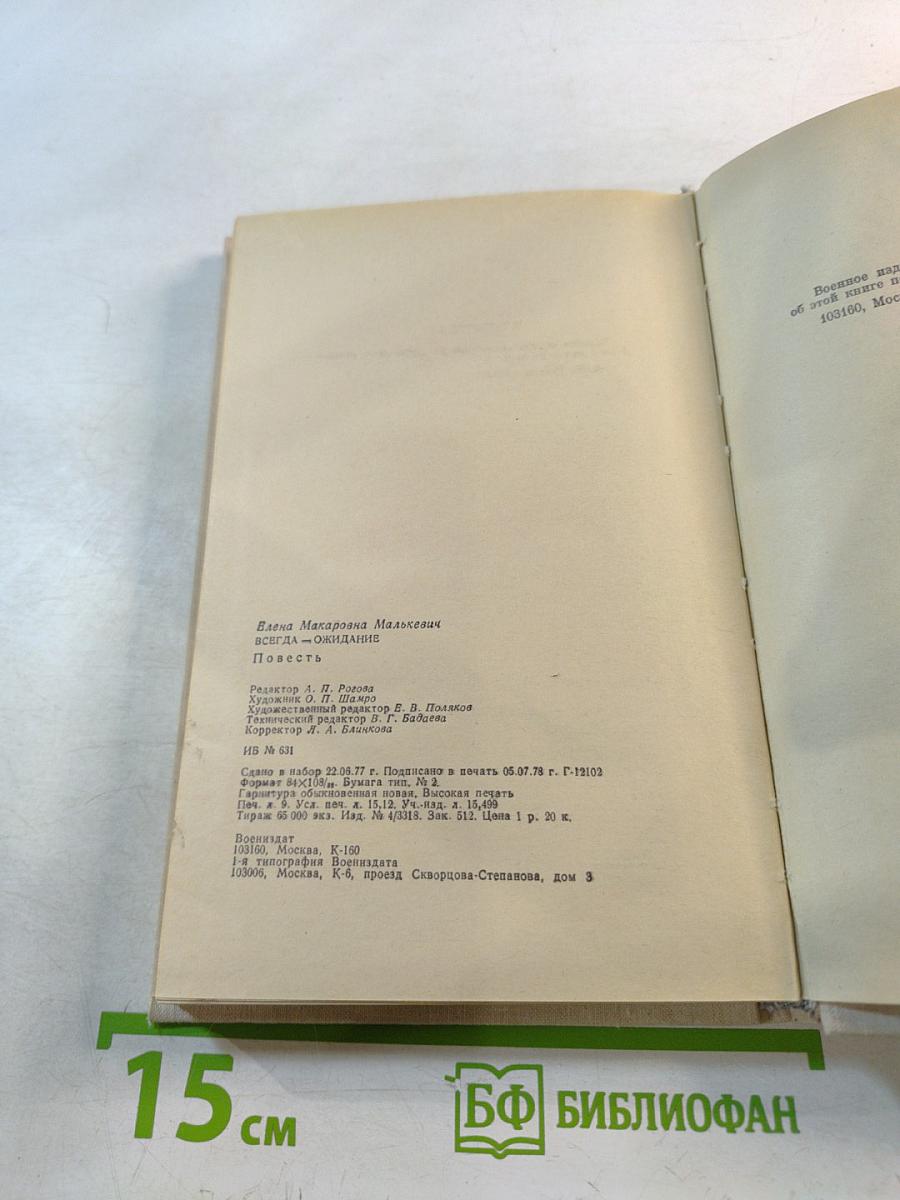 Елена Макаровна Малькевич
ВСЕГДА — ОЖИДАНИЕ
Повесть
Редактор А. П. Рогова
Художник О. П. Шамро
Художественный редактор Е. В. Поляков
Технический редактор В. Г. Бадаева
Корректор Л. А. Блинкова
ИБ № 631
Сдано в набор 22.06.77 г. Подписано в печать 05.07.78 г. Г-12102
Формат 84×108/₃₂. Бумага тип. № 2.
Гарнитура обыкновенная новая. Высокая печать
Печ. л. 9. Усл. печ. л. 15,12. Уч.-изд. л. 15,499
Тираж 65 000 экз. Изд. № 4/3318. Зак. 512. Цена 1 р. 20 к.
Воениздат
103160, Москва, К-160
1-я типография Воениздата
103006, Москва, К-6, проезд Скворцова-Степанова, дом 3
Военное изд
об этой книге п
103160, Мос
15 см
БФ БИБЛИОФАН